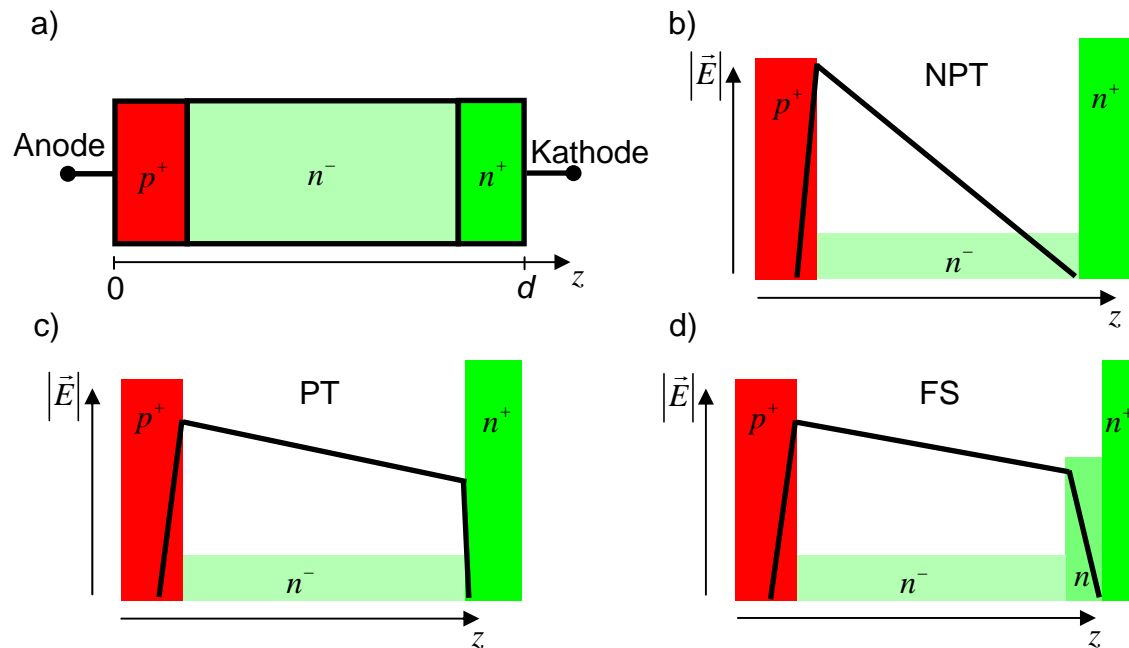 a)
Anode
p⁺
n⁻
n⁺
Kathode
0
d
z
b)
|E⃗|
NPT
p⁺
n⁺
n⁻
z
c)
|E⃗|
PT
p⁺
n⁺
n⁻
z
d)
|E⃗|
FS
p⁺
n⁺
n⁻
n
z